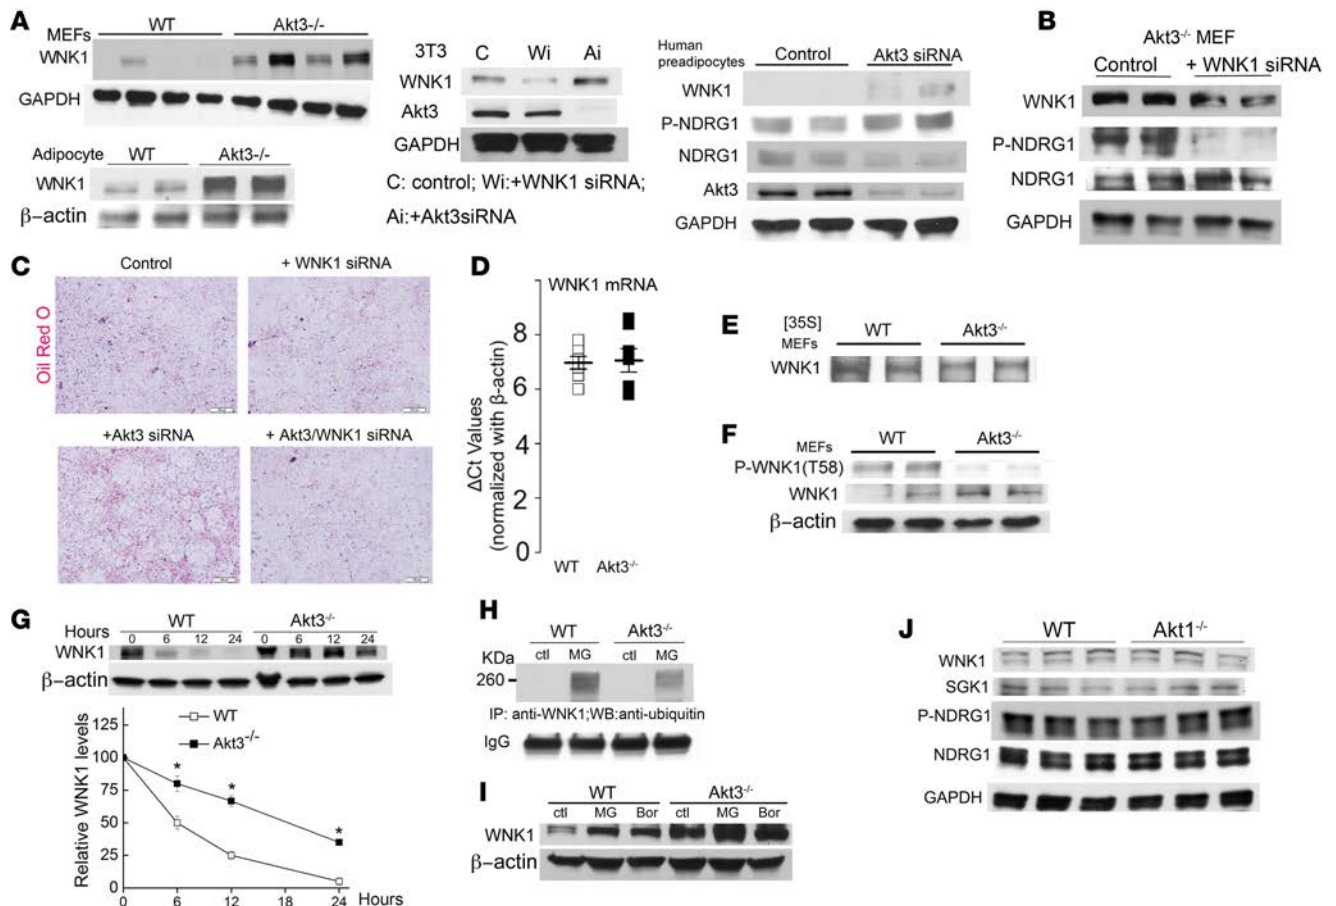 A
WT
Akt3-/-
MEFs
WNK1
GAPDH
Adipocyte
WT
Akt3-/-
WNK1
β-actin
3T3
C
Wi
Ai
WNK1
Akt3
GAPDH
C: control; Wi:+WNK1 siRNA;
Ai:+Akt3siRNA
Human
preadipocytes
Control
Akt3 siRNA
WNK1
P-NDRG1
NDRG1
Akt3
GAPDH
B
Akt3-/- MEF
Control
+ WNK1 siRNA
WNK1
P-NDRG1
NDRG1
GAPDH
C
Control
+ WNK1 siRNA
Oil Red O
+Akt3 siRNA
+ Akt3/WNK1 siRNA
D
WNK1 mRNA
8
6
4
2
0
ΔCt Values
(normalized with β-actin)
WT
Akt3-/-
E
[35S]
MEFs
WT
Akt3-/-
WNK1
F
MEFs
WT
Akt3-/-
P-WNK1(T58)
WNK1
β-actin
G
WT
Akt3-/-
Hours
0 6 12 24 0 6 12 24
WNK1
β-actin
WT
Akt3-/-
Relative WNK1 levels
125
100
75
50
25
0
*
*
*
0 6 12 18 24 Hours
H
WT
Akt3-/-
KDa
ctl MG ctl MG
260
IP: anti-WNK1;WB:anti-ubiquitin
IgG
I
WT
Akt3-/-
ctl MG Bor ctl MG Bor
WNK1
β-actin
J
WT
Akt1-/-
WNK1
SGK1
P-NDRG1
NDRG1
GAPDH